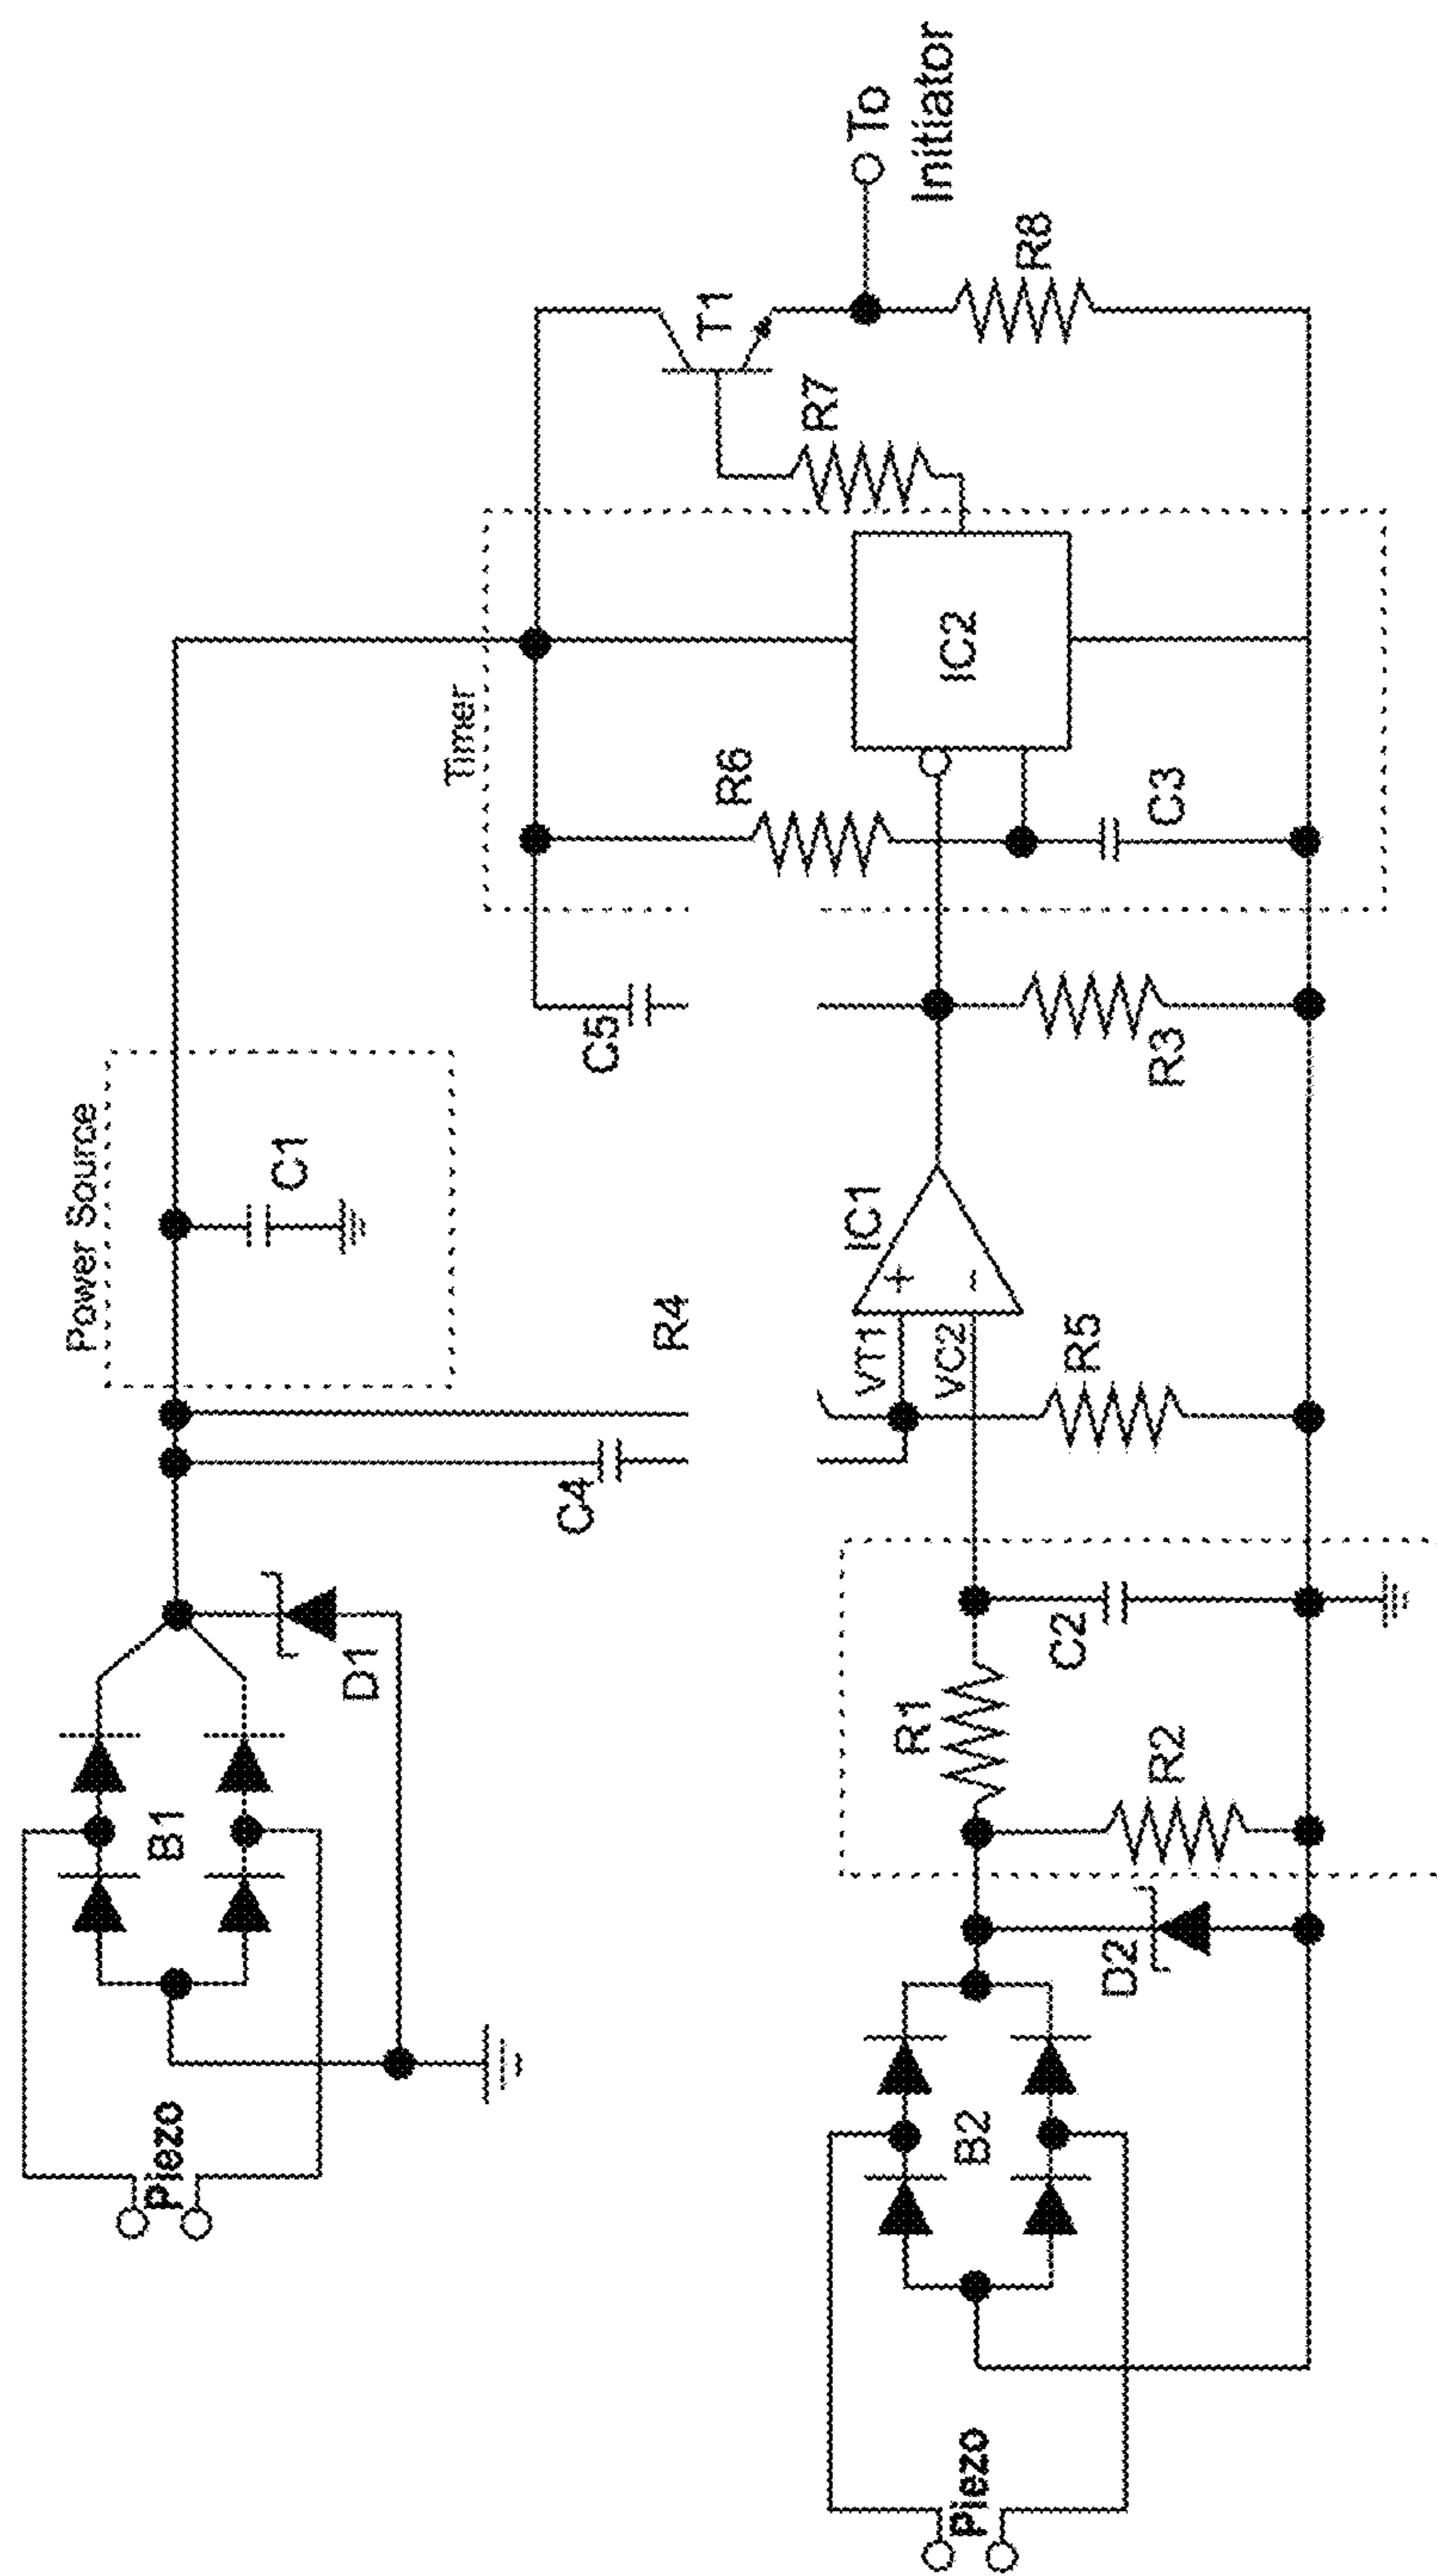 Piezo
B1
D1
Power Source
C1
C4
R4
C5
Timer
R6
IC2
C3
R7
T1
To
Initiator
R8
Piezo
B2
D2
R1
R2
C2
VT1
VC2
+
-
IC1
R5
R3